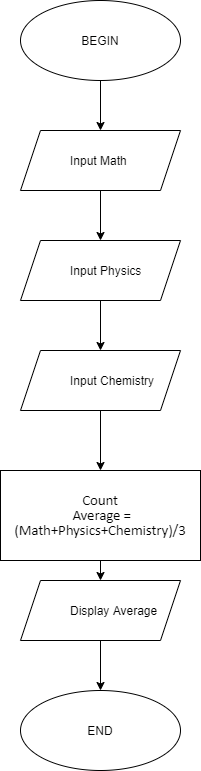 BEGIN
Input Math
Input Physics
Input Chemistry
Count
Average =
(Math+Physics+Chemistry)/3
Display Average
END